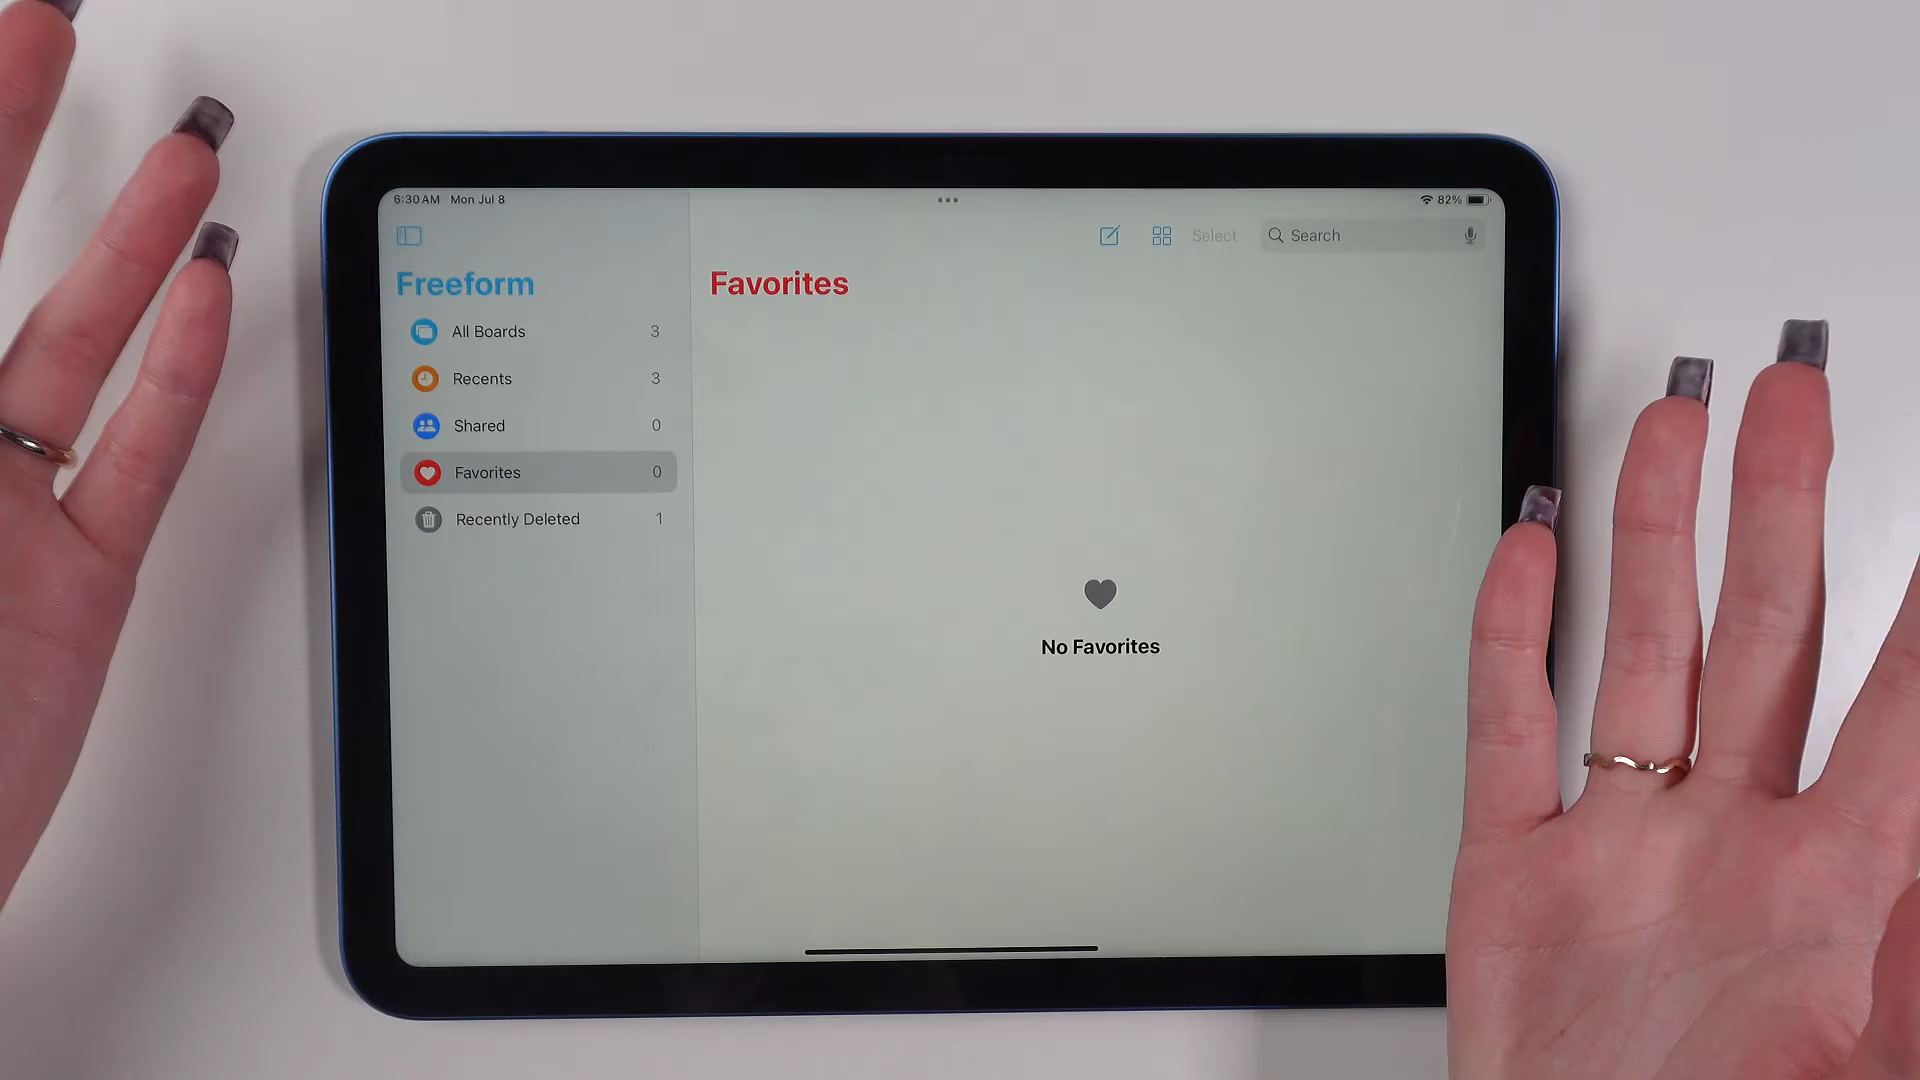 6:30 AM Mon Jul 8
82%
Select
Search
Freeform
Favorites
All Boards 3
Recents 3
Shared 0
Favorites 0
Recently Deleted 1
No Favorites